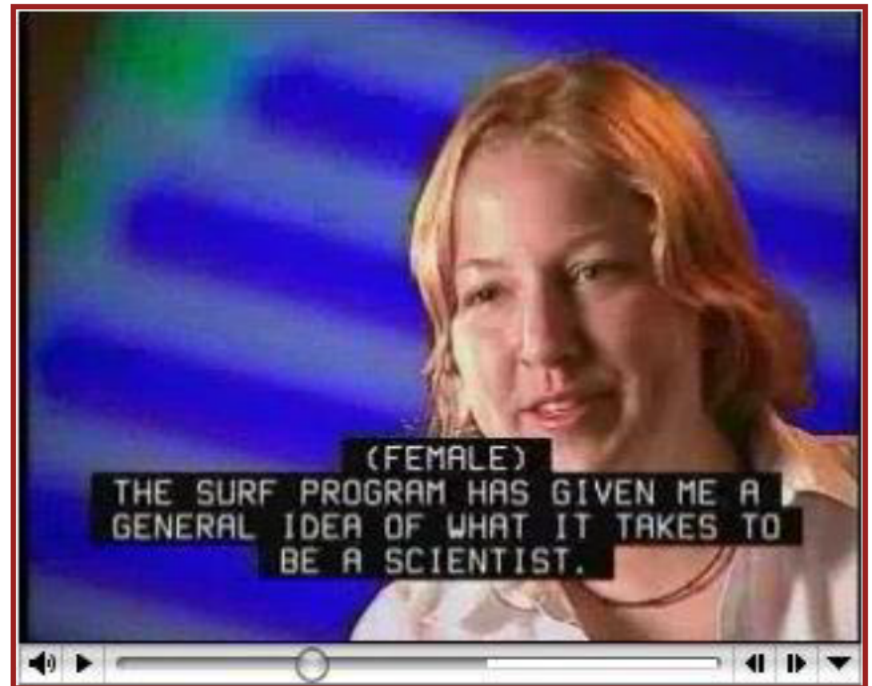 (FEMALE)
THE SURF PROGRAM HAS GIVEN ME A
GENERAL IDEA OF WHAT IT TAKES TO
BE A SCIENTIST.